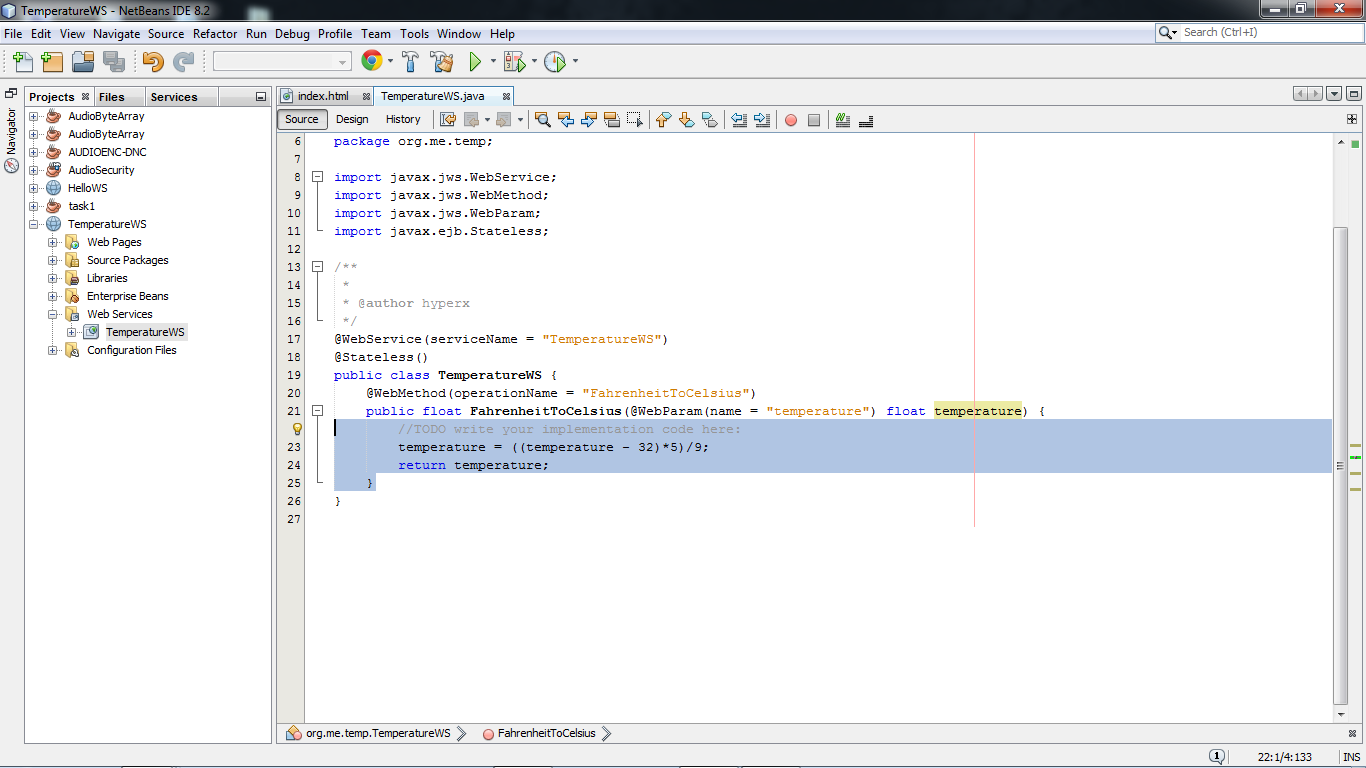 TemperatureWS - NetBeans IDE 8.2
File Edit View Navigate Source Refactor Run Debug Profile Team Tools Window Help
Search (Ctrl+I)
Navigator
Projects Files Services
AudioByteArray
AudioByteArray
AUDIOENC-DNC
AudioSecurity
HelloWS
task1
TemperatureWS
Web Pages
Source Packages
Libraries
Enterprise Beans
Web Services
TemperatureWS
Configuration Files
index.html TemperatureWS.java
Source Design History
6 package org.me.temp;
7
8 import javax.jws.WebService;
9 import javax.jws.WebMethod;
10 import javax.jws.WebParam;
11 import javax.ejb.Stateless;
12
13 /**
14 *
15 * @author hyperx
16 */
17 @WebService(serviceName = "TemperatureWS")
18 @Stateless()
19 public class TemperatureWS {
20 @WebMethod(operationName = "FahrenheitToCelsius")
21 public float FahrenheitToCelsius(@WebParam(name = "temperature") float temperature) {
//TODO write your implementation code here:
23 temperature = ((temperature - 32)*5)/9;
24 return temperature;
25 }
26 }
27
org.me.temp.TemperatureWS FahrenheitToCelsius
1 22:1/4:133 INS